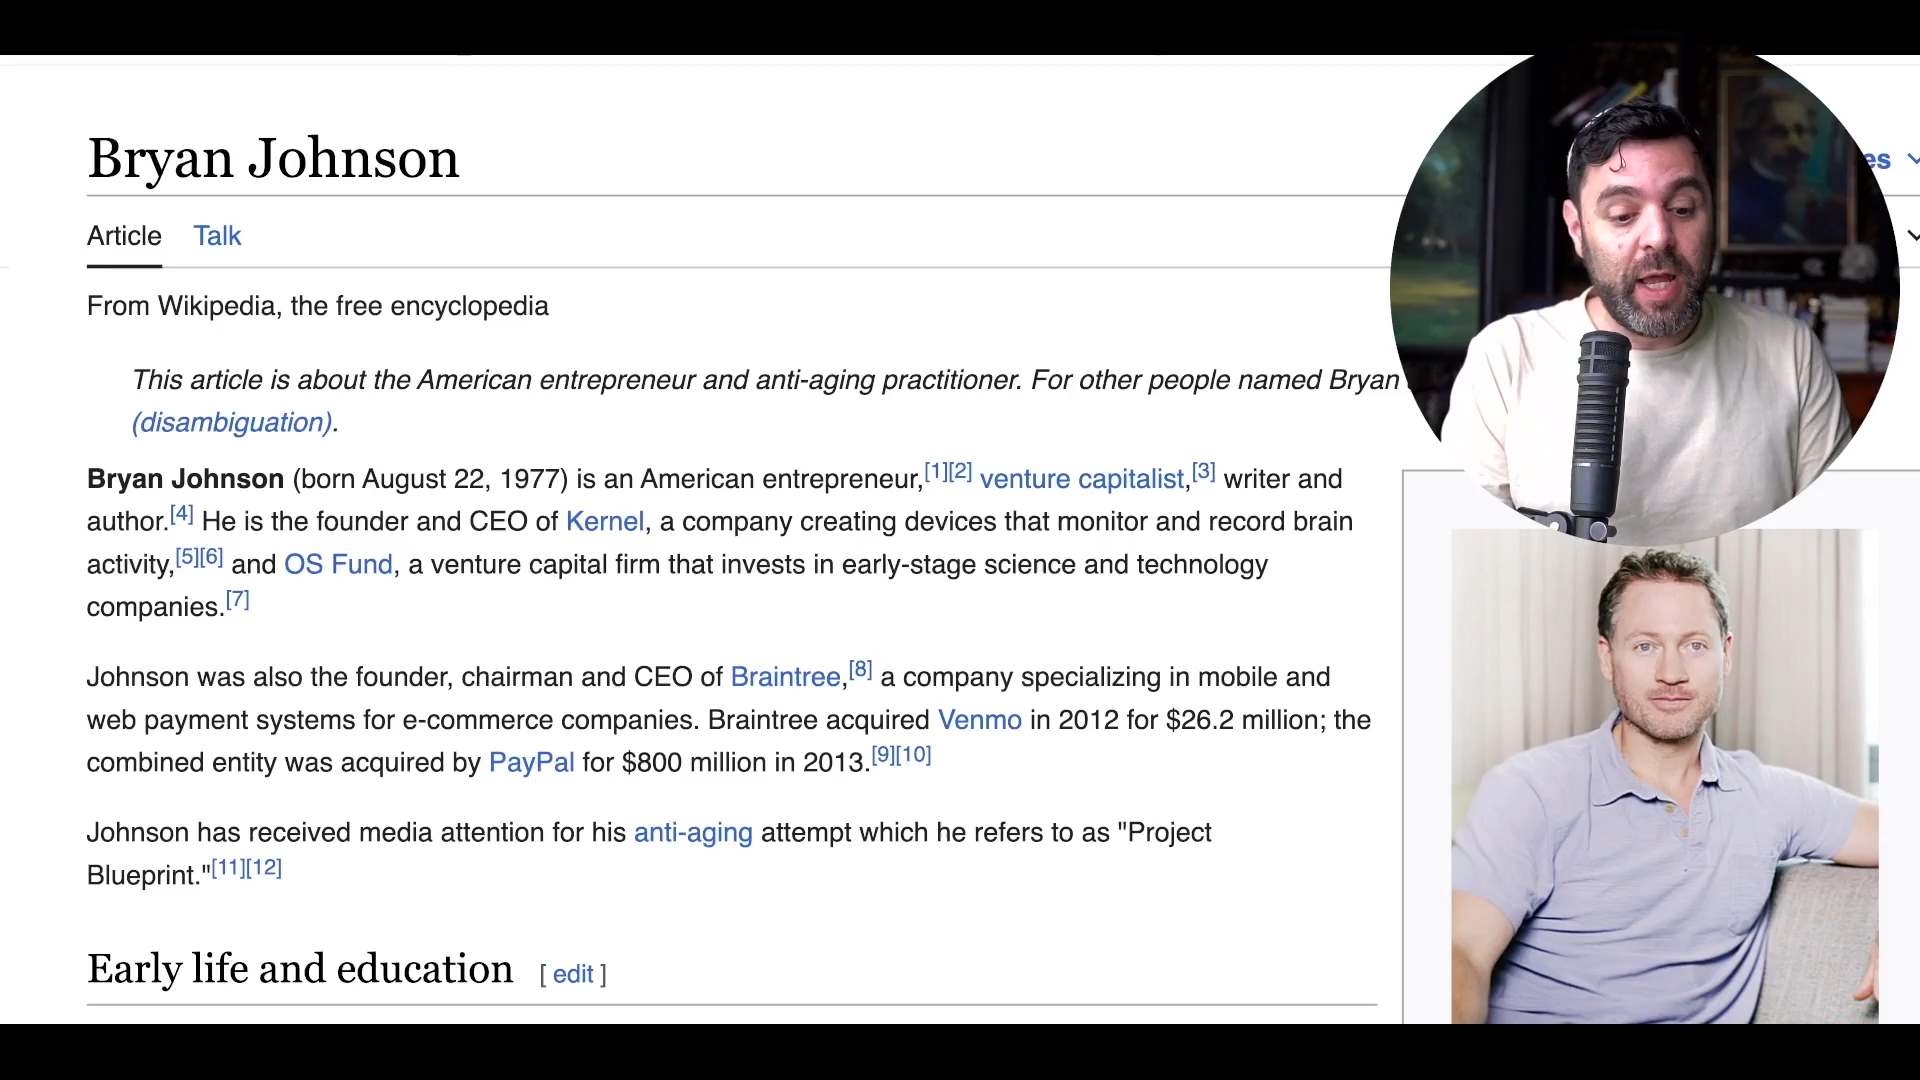 Bryan Johnson
es
Article Talk
From Wikipedia, the free encyclopedia
This article is about the American entrepreneur and anti-aging practitioner. For other people named Bryan
(disambiguation).
Bryan Johnson (born August 22, 1977) is an American entrepreneur,[1][2] venture capitalist,[3] writer and
author.[4] He is the founder and CEO of Kernel, a company creating devices that monitor and record brain
activity,[5][6] and OS Fund, a venture capital firm that invests in early-stage science and technology
companies.[7]
Johnson was also the founder, chairman and CEO of Braintree,[8] a company specializing in mobile and
web payment systems for e-commerce companies. Braintree acquired Venmo in 2012 for $26.2 million; the
combined entity was acquired by PayPal for $800 million in 2013.[9][10]
Johnson has received media attention for his anti-aging attempt which he refers to as "Project
Blueprint."[11][12]
Early life and education [ edit ]